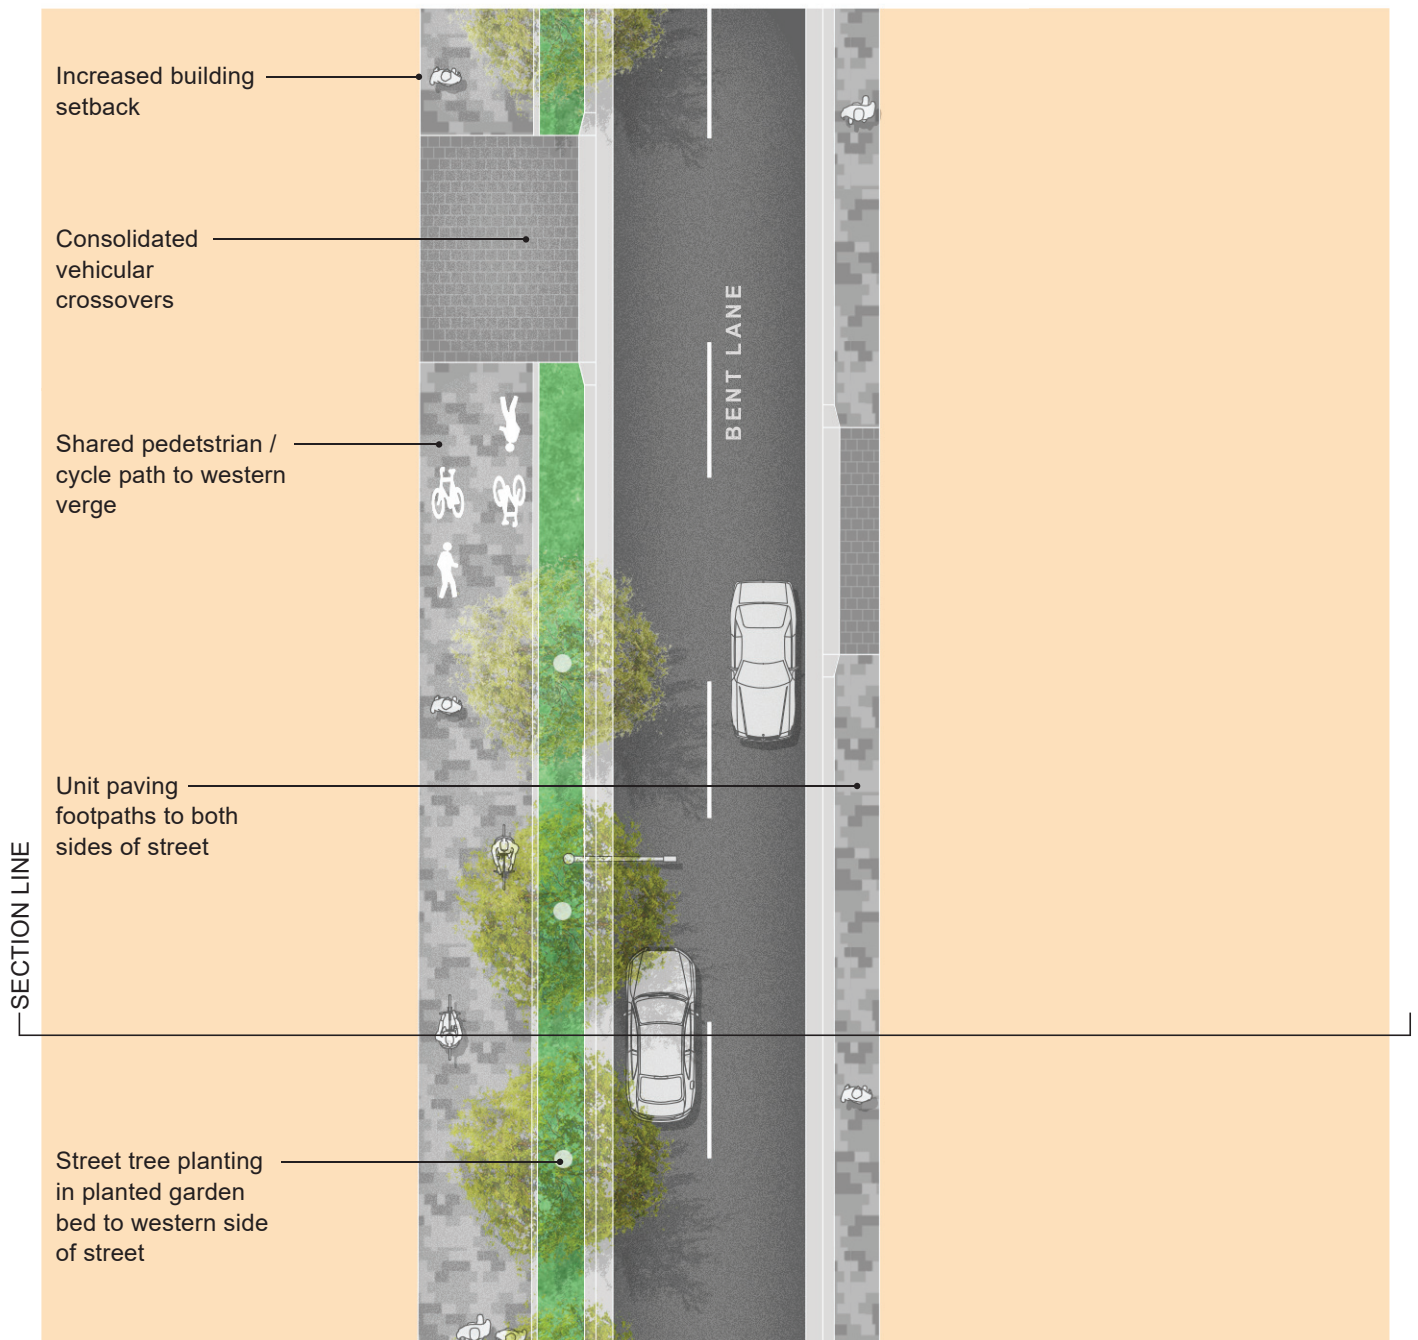 Increased building
setback
Consolidated
vehicular
crossovers
BENT LANE
Shared pedetstrian /
cycle path to western
verge
Unit paving
footpaths to both
sides of street
SECTION LINE
Street tree planting
in planted garden
bed to western side
of street